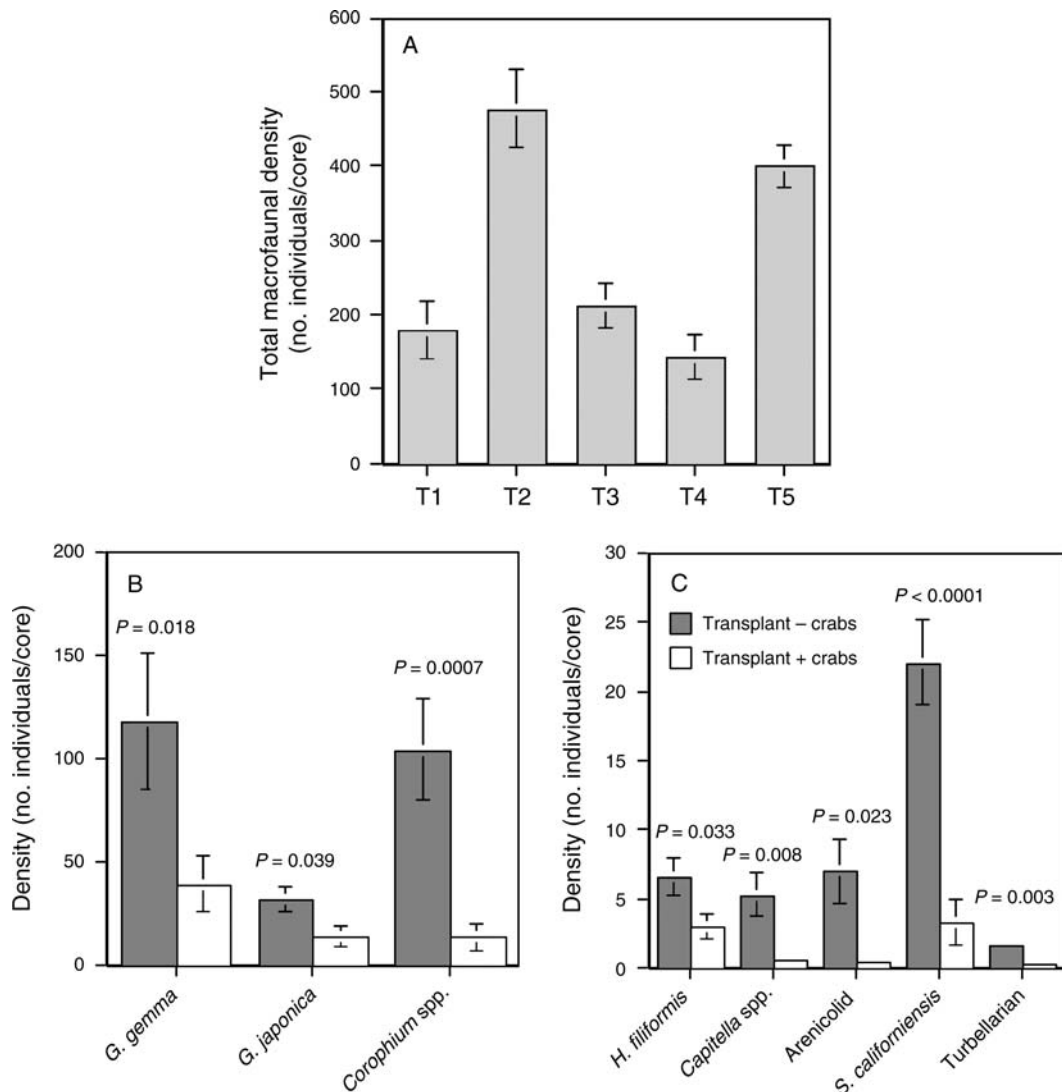 A
Total macrofaunal density
(no. individuals/core)
600
500
400
300
200
100
0
T1
T2
T3
T4
T5
B
Density (no. individuals/core)
200
150
100
50
0
P = 0.018
P = 0.039
P = 0.0007
G. gemma
G. japonica
Corophium spp.
C
Density (no. individuals/core)
30
25
20
15
10
5
0
Transplant – crabs
Transplant + crabs
P = 0.033
P = 0.008
P = 0.023
P < 0.0001
P = 0.003
H. filiformis
Capitella spp.
Arenicolid
S. californiensis
Turbellarian